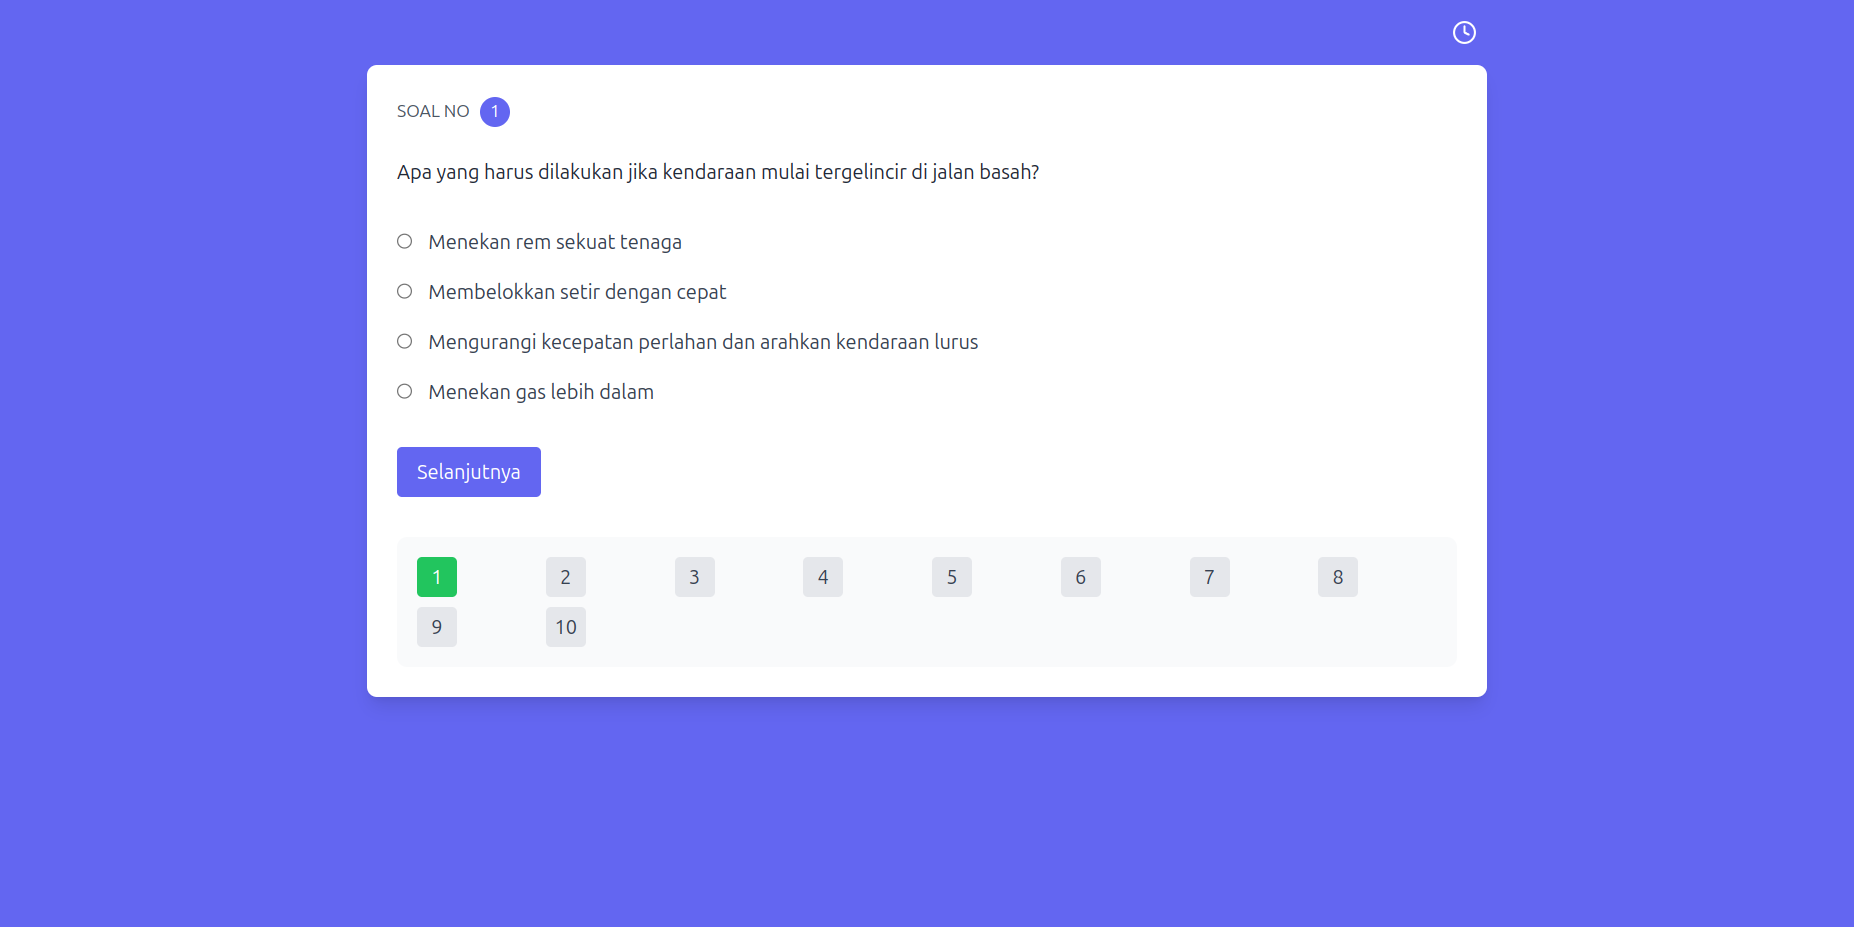 SOAL NO 1
Apa yang harus dilakukan jika kendaraan mulai tergelincir di jalan basah?
Menekan rem sekuat tenaga
Membelokkan setir dengan cepat
Mengurangi kecepatan perlahan dan arahkan kendaraan lurus
Menekan gas lebih dalam
Selanjutnya
1 2 3 4 5 6 7 8
9 10